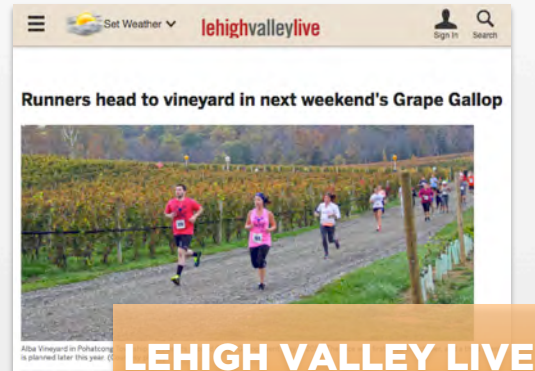 Set Weather
lehighvalleylive
Sign In
Search
Runners head to vineyard in next weekend's Grape Gallop
Alba Vineyard in Pohatcong
is planned later this year.
LEHIGH VALLEY LIVE